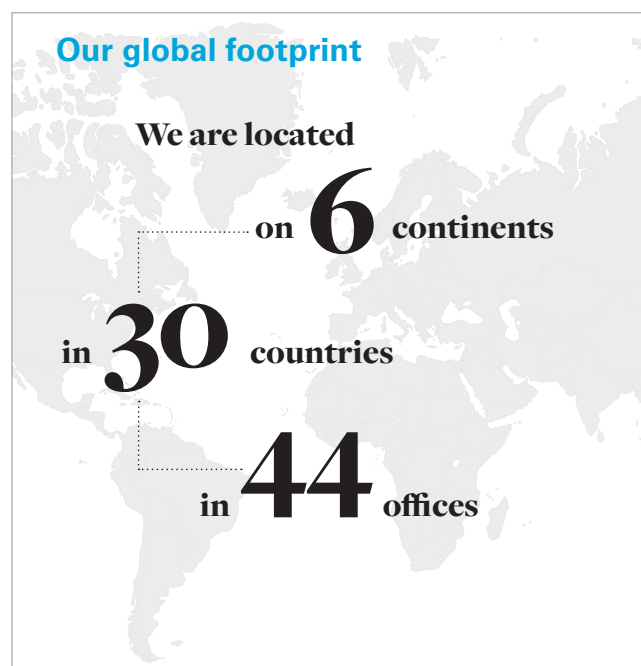 Our global footprint
We are located
on 6 continents
in 30 countries
in 44 offices